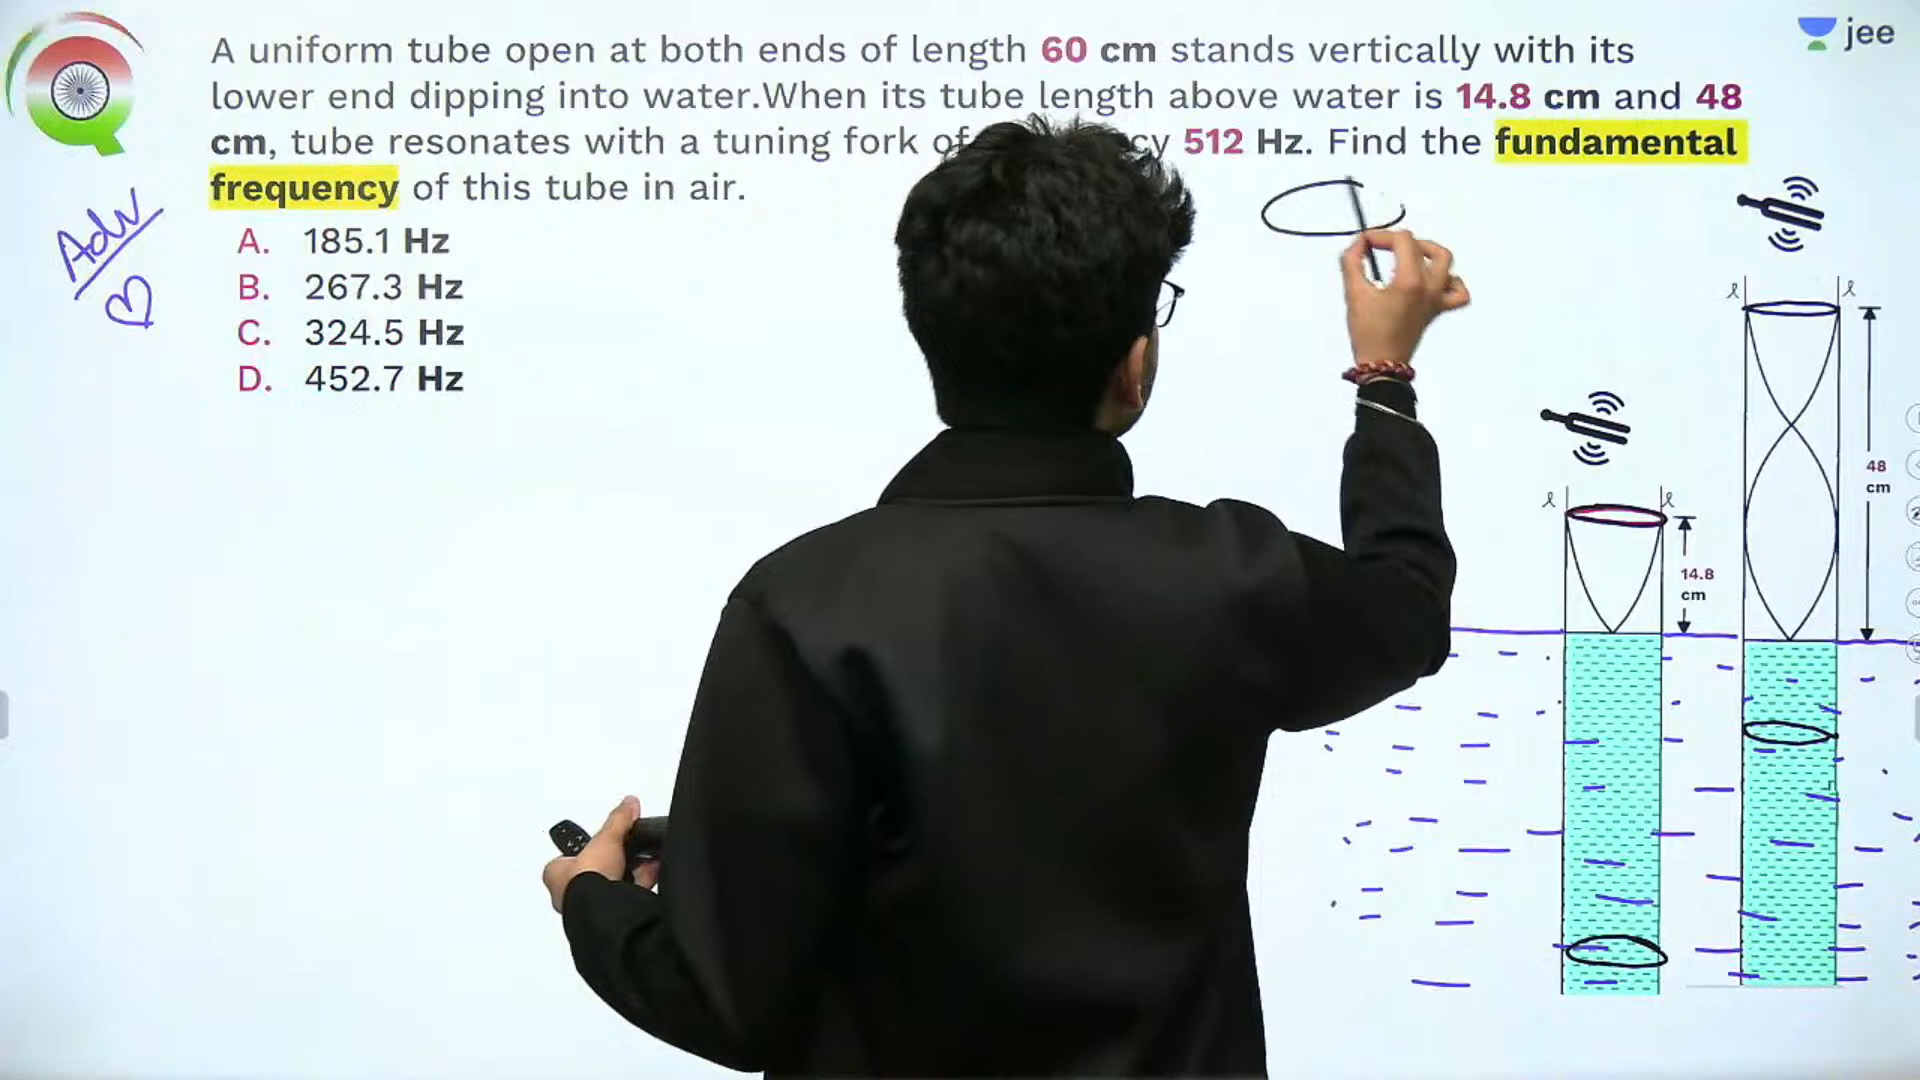 A uniform tube open at both ends of length 60 cm stands vertically with its
lower end dipping into water.When its tube length above water is 14.8 cm and 48
cm, tube resonates with a tuning fork of cy 512 Hz. Find the fundamental
frequency of this tube in air.
A. 185.1 Hz
B. 267.3 Hz
C. 324.5 Hz
D. 452.7 Hz
Adv
jee
l l
48
cm
l l
14.8
cm